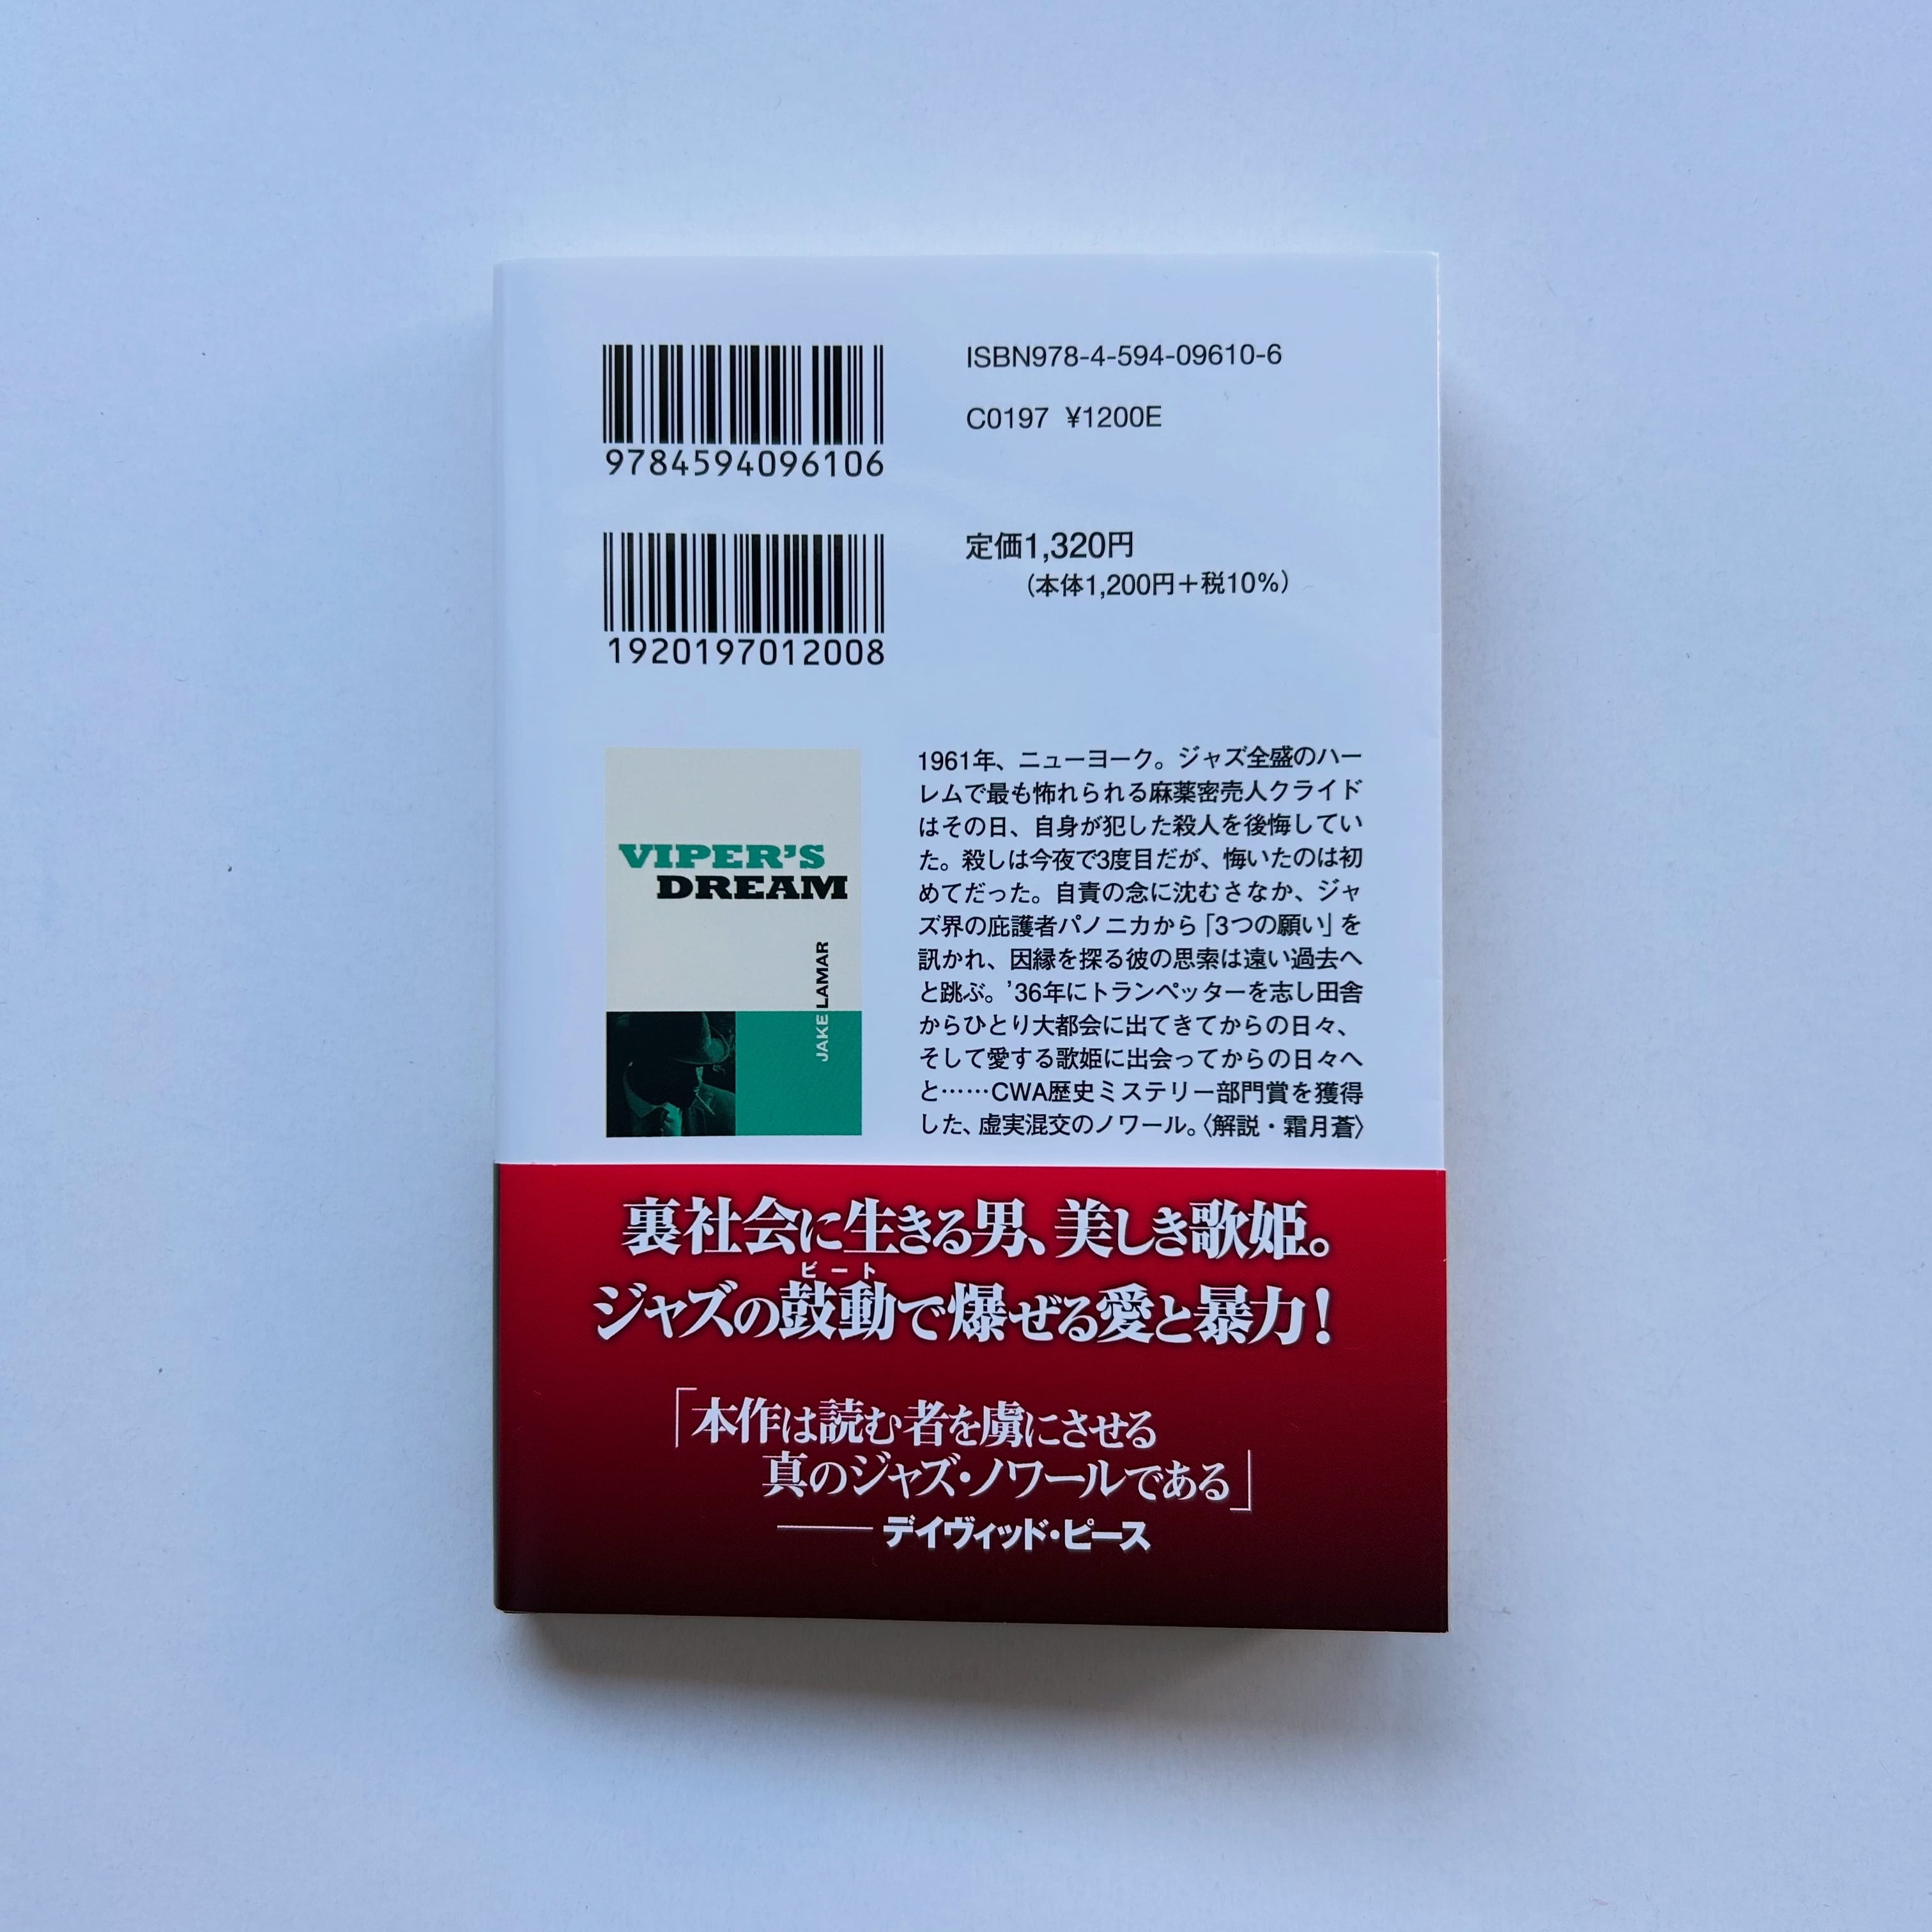 9784594096106
ISBN978-4-594-09610-6
C0197 ¥1200E
1920197012008
定価1,320円
（本体1,200円＋税10%）
VIPER'S
DREAM
JAKE LAMAR
1961年、ニューヨーク。ジャズ全盛のハー
レムで最も怖れられる麻薬密売人クライド
はその日、自身が犯した殺人を後悔してい
た。殺しは今夜で3度目だが、悔いたのは初
めてだった。自責の念に沈むさなか、ジャ
ズ界の庇護者パノニカから「3つの願い」を
訊かれ、因縁を探る彼の思索は遠い過去へ
と跳ぶ。'36年にトランペッターを志し田舎
からひとり大都会に出てきてからの日々、
そして愛する歌姫に出会ってからの日々へ
と……CWA歴史ミステリー部門賞を獲得
した、虚実混交のノワール。〈解説・霜月蒼〉
裏社会に生きる男、美しき歌姫。
ビート
ジャズの鼓動で爆ぜる愛と暴力！
「本作は読む者を虜にさせる
真のジャズ・ノワールである」
――デイヴィッド・ピース